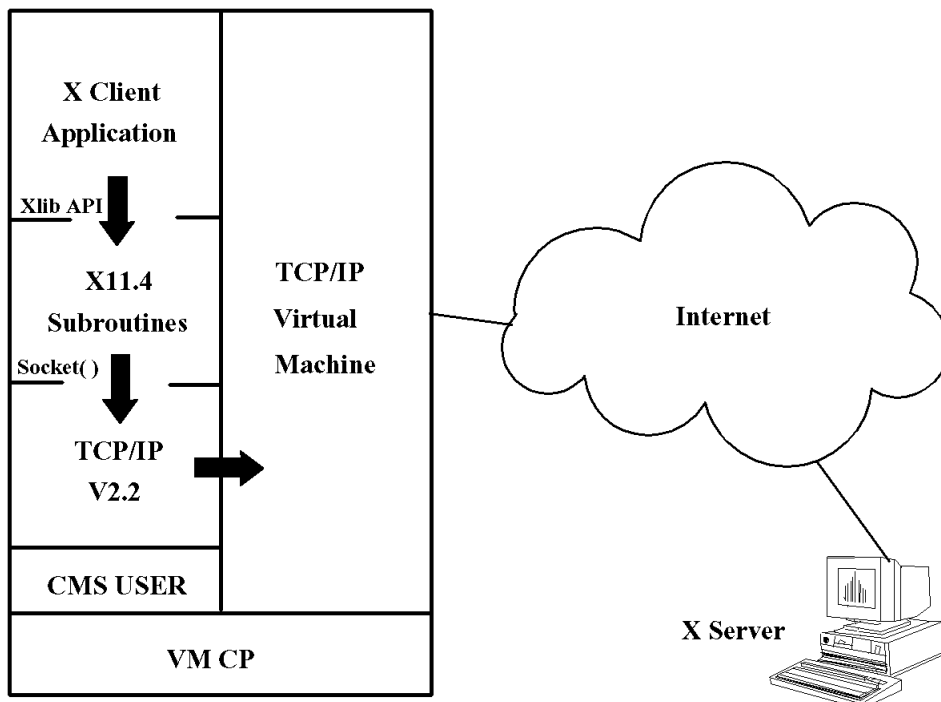 X Client
Application
Xlib API
X11.4
Subroutines
Socket( )
TCP/IP
V2.2
CMS USER
VM CP
TCP/IP
Virtual
Machine
Internet
X Server